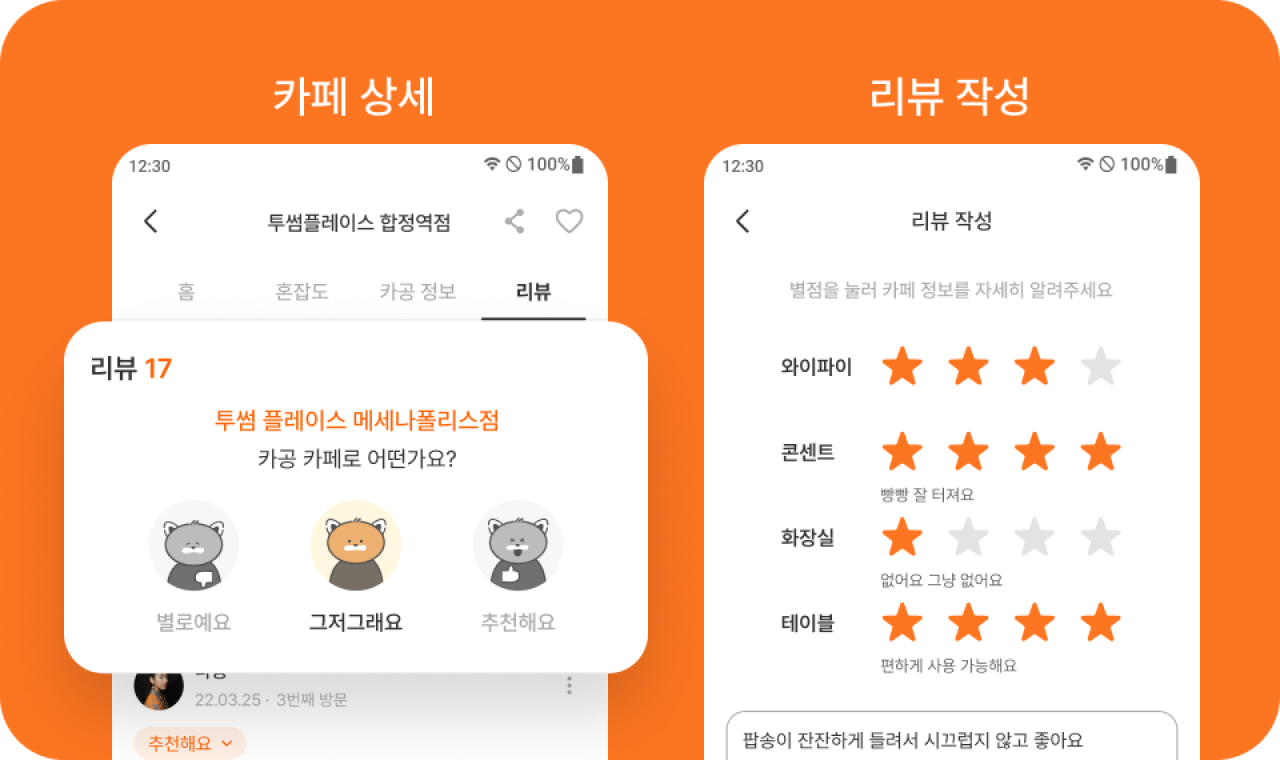 카페 상세
12:30
100%
투썸플레이스 합정역점
홈 혼잡도 카공 정보 리뷰
리뷰 17
투썸 플레이스 메세나폴리스점
카공 카페로 어떤가요?
별로예요 그저그래요 추천해요
22.03.25 · 3번째 방문
추천해요
리뷰 작성
12:30
100%
리뷰 작성
별점을 눌러 카페 정보를 자세히 알려주세요
와이파이
콘센트
빵빵 잘 터져요
화장실
없어요 그냥 없어요
테이블
편하게 사용 가능해요
팝송이 잔잔하게 들려서 시끄럽지 않고 좋아요